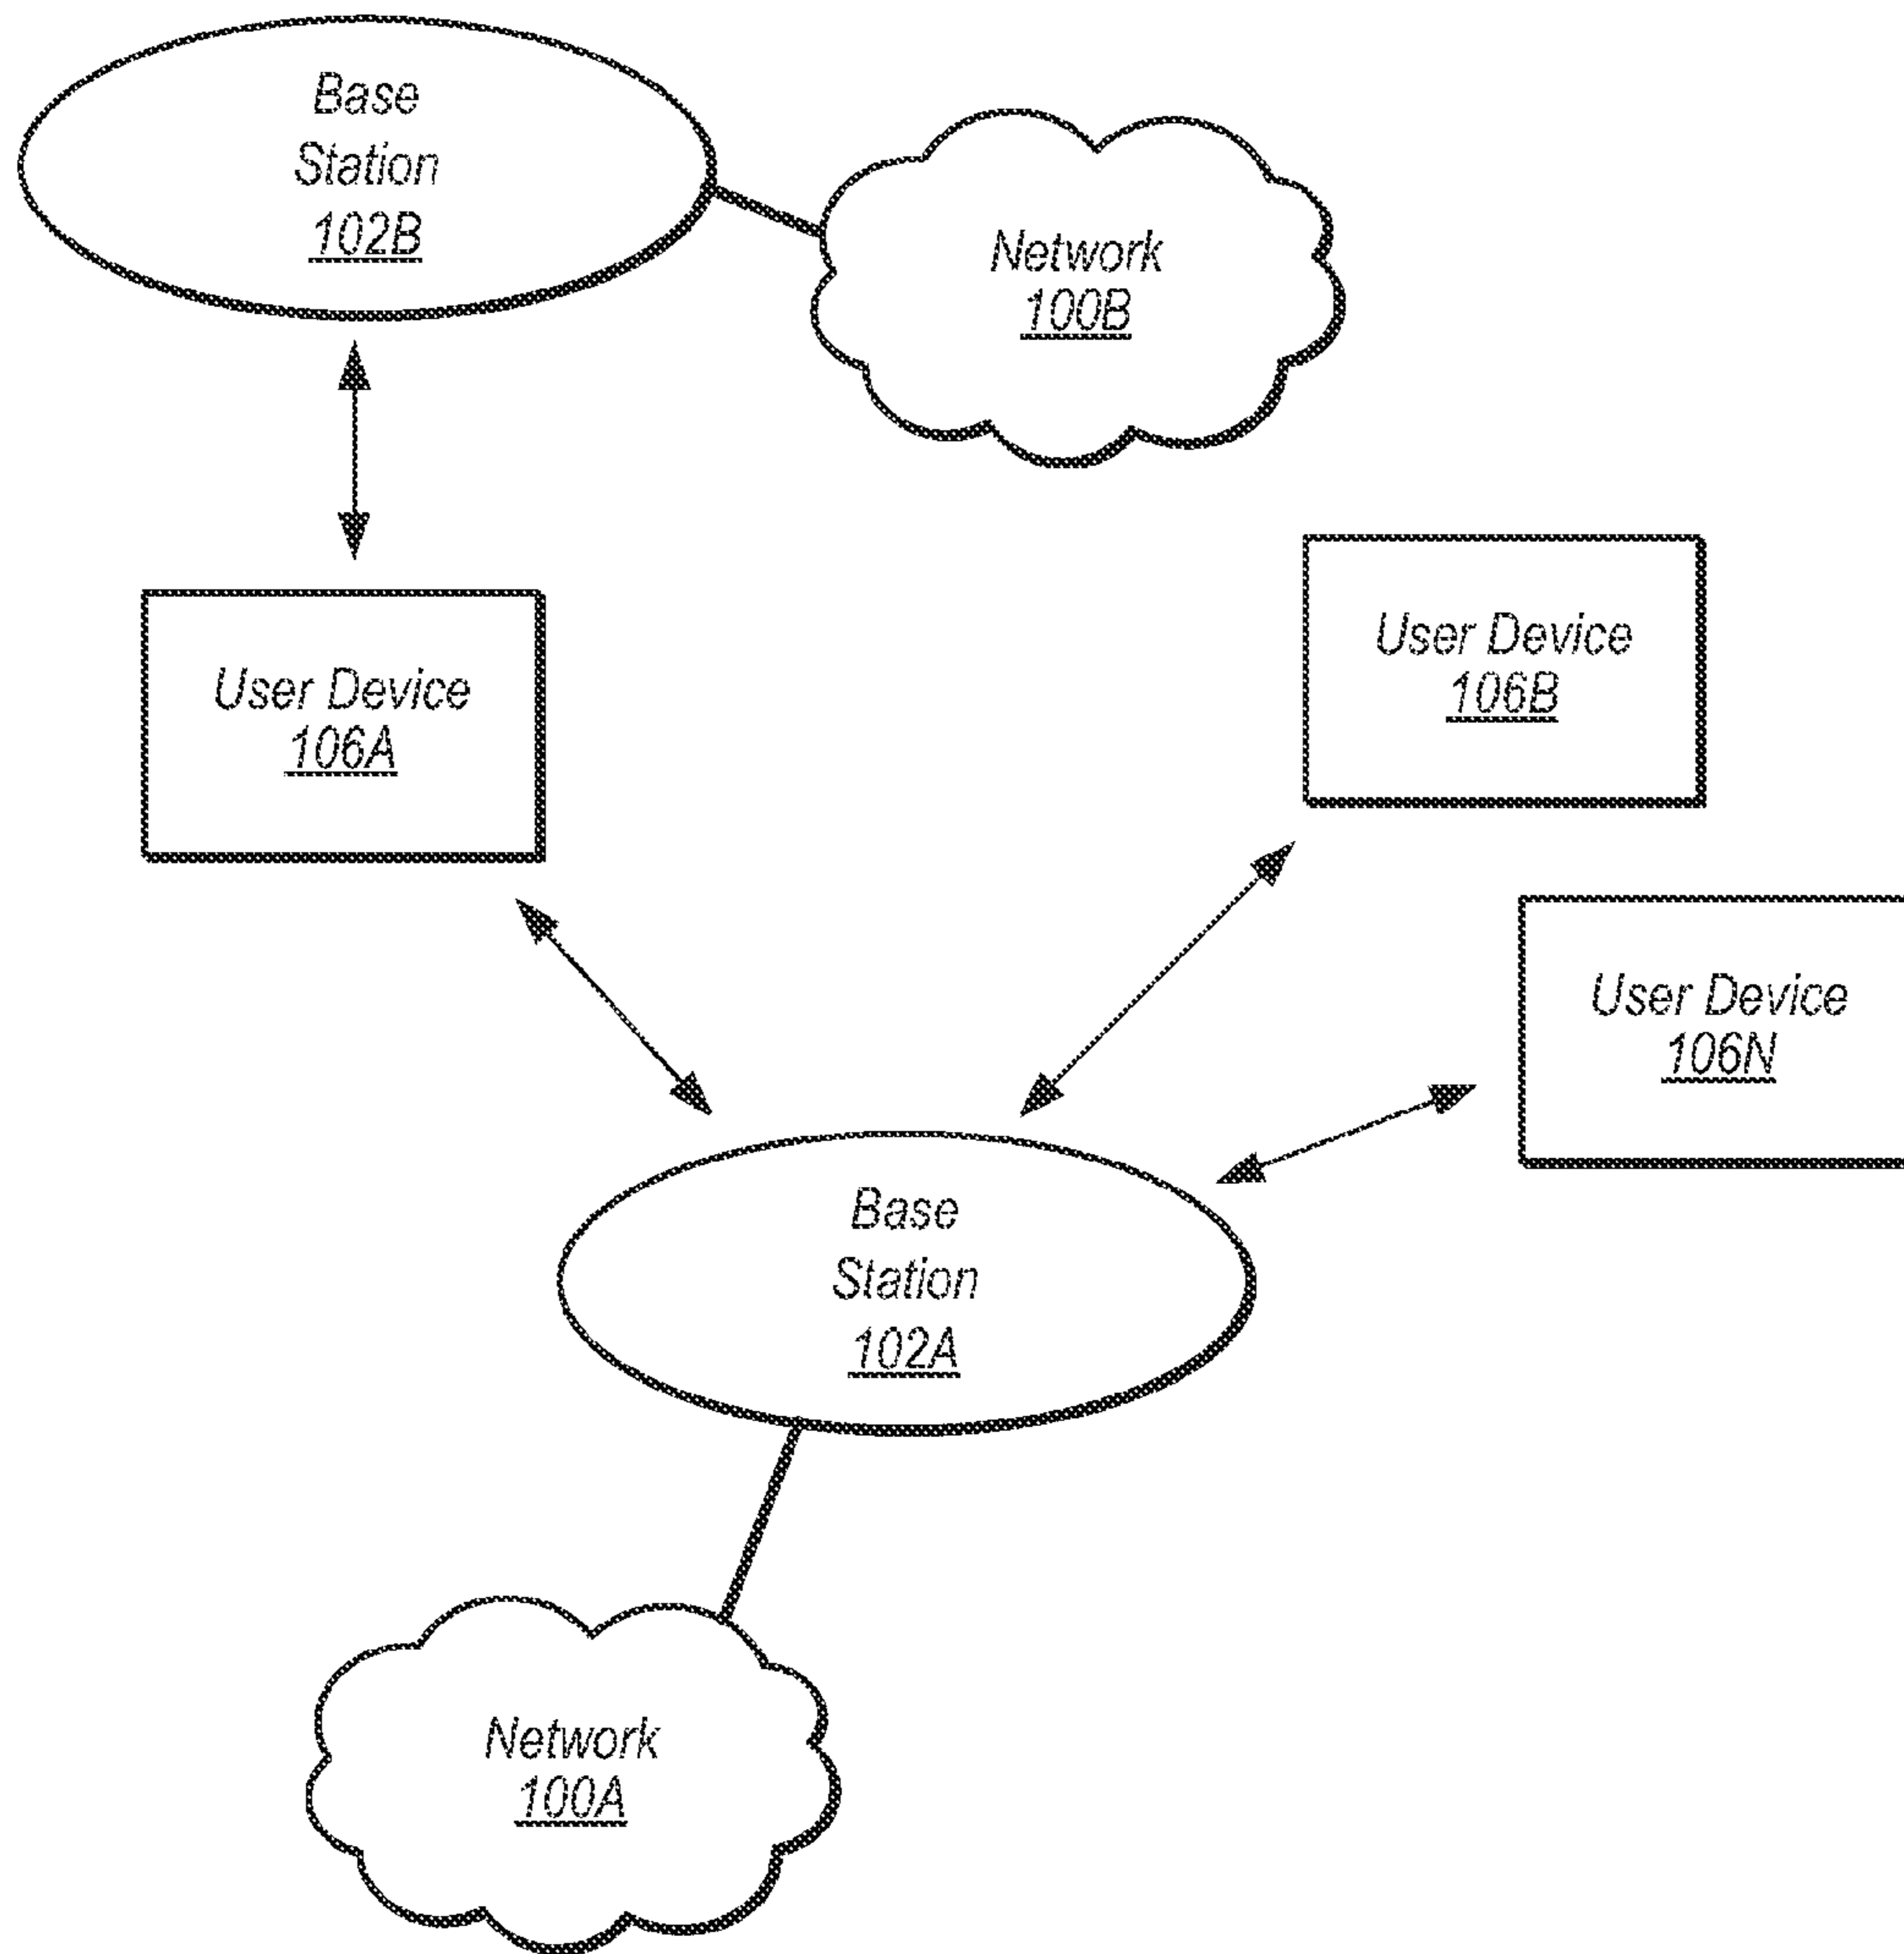 Base
Station
102B
Network
100B
User Device
106A
User Device
106B
User Device
106N
Base
Station
102A
Network
100A